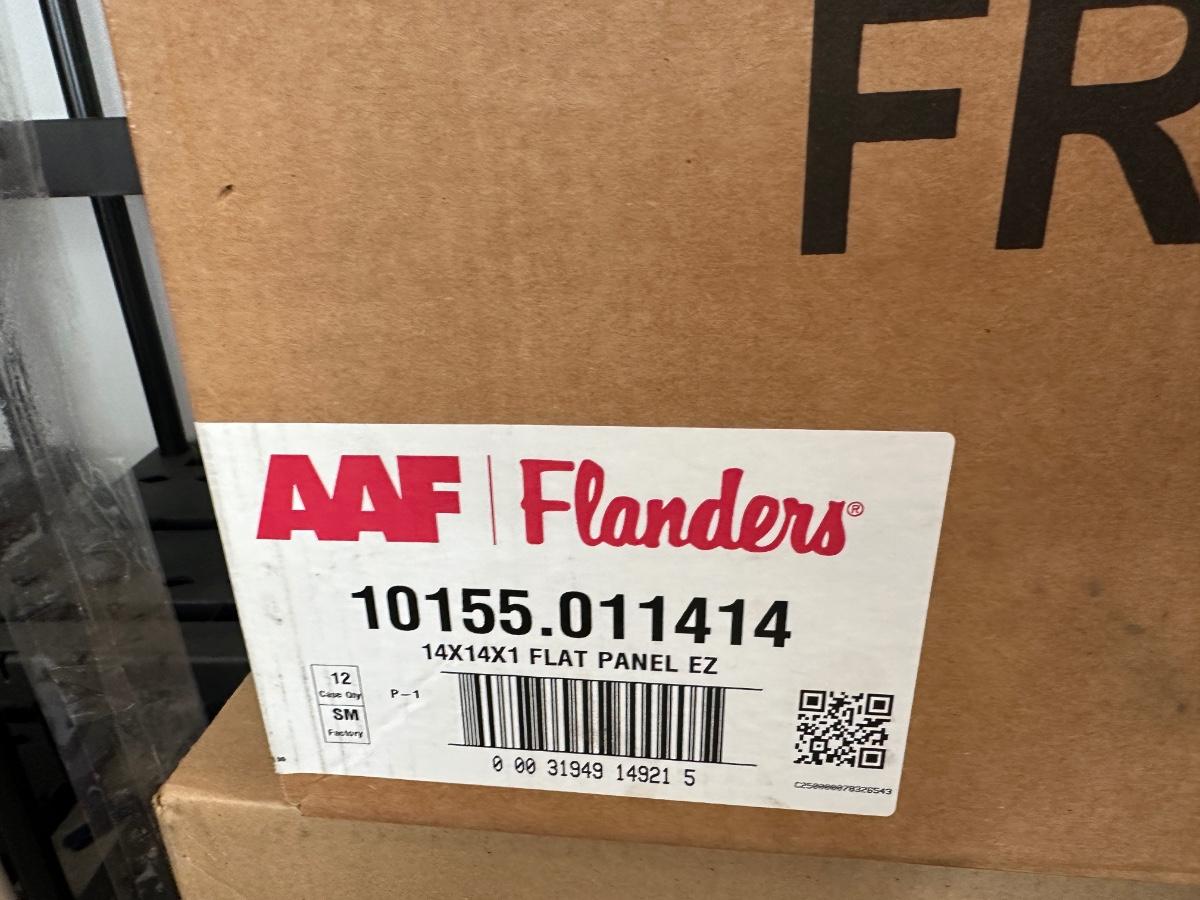 FR
AAF | Flanders®
10155.011414
14X14X1 FLAT PANEL EZ
12
Case Qty
P-1
SM
Factory
0 00 31949 14921 5
C250000078326543